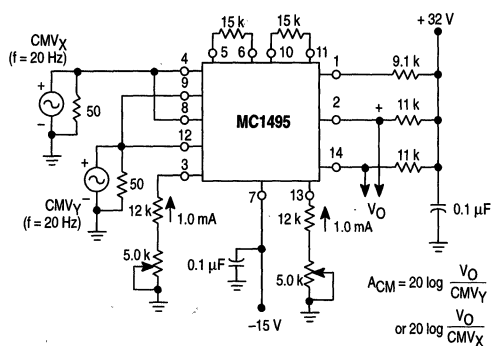 15 k
15 k
+ 32 V
CMVX
(f = 20 Hz)
4
5
6
10
11
1
9.1 k
9
+
50
8
MC1495
2
+
11 k
−
12
+
14
11 k
3
CMVY
−
50
(f = 20 Hz)
7
13
VO
12 k
1.0 mA
12 k
1.0 mA
0.1 µF
5.0 k
0.1 µF
5.0 k
−15 V
ACM = 20 log VO / CMVY
or 20 log VO / CMVX